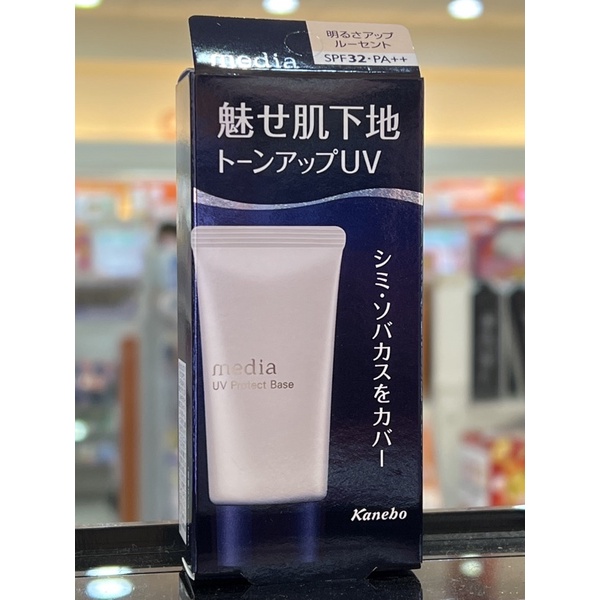 media
明るさアップ
ルーセント
SPF32・PA++
魅せ肌下地
トーンアップUV
シミ・ソバカスをカバー
media
UV Protect Base
Kanebo